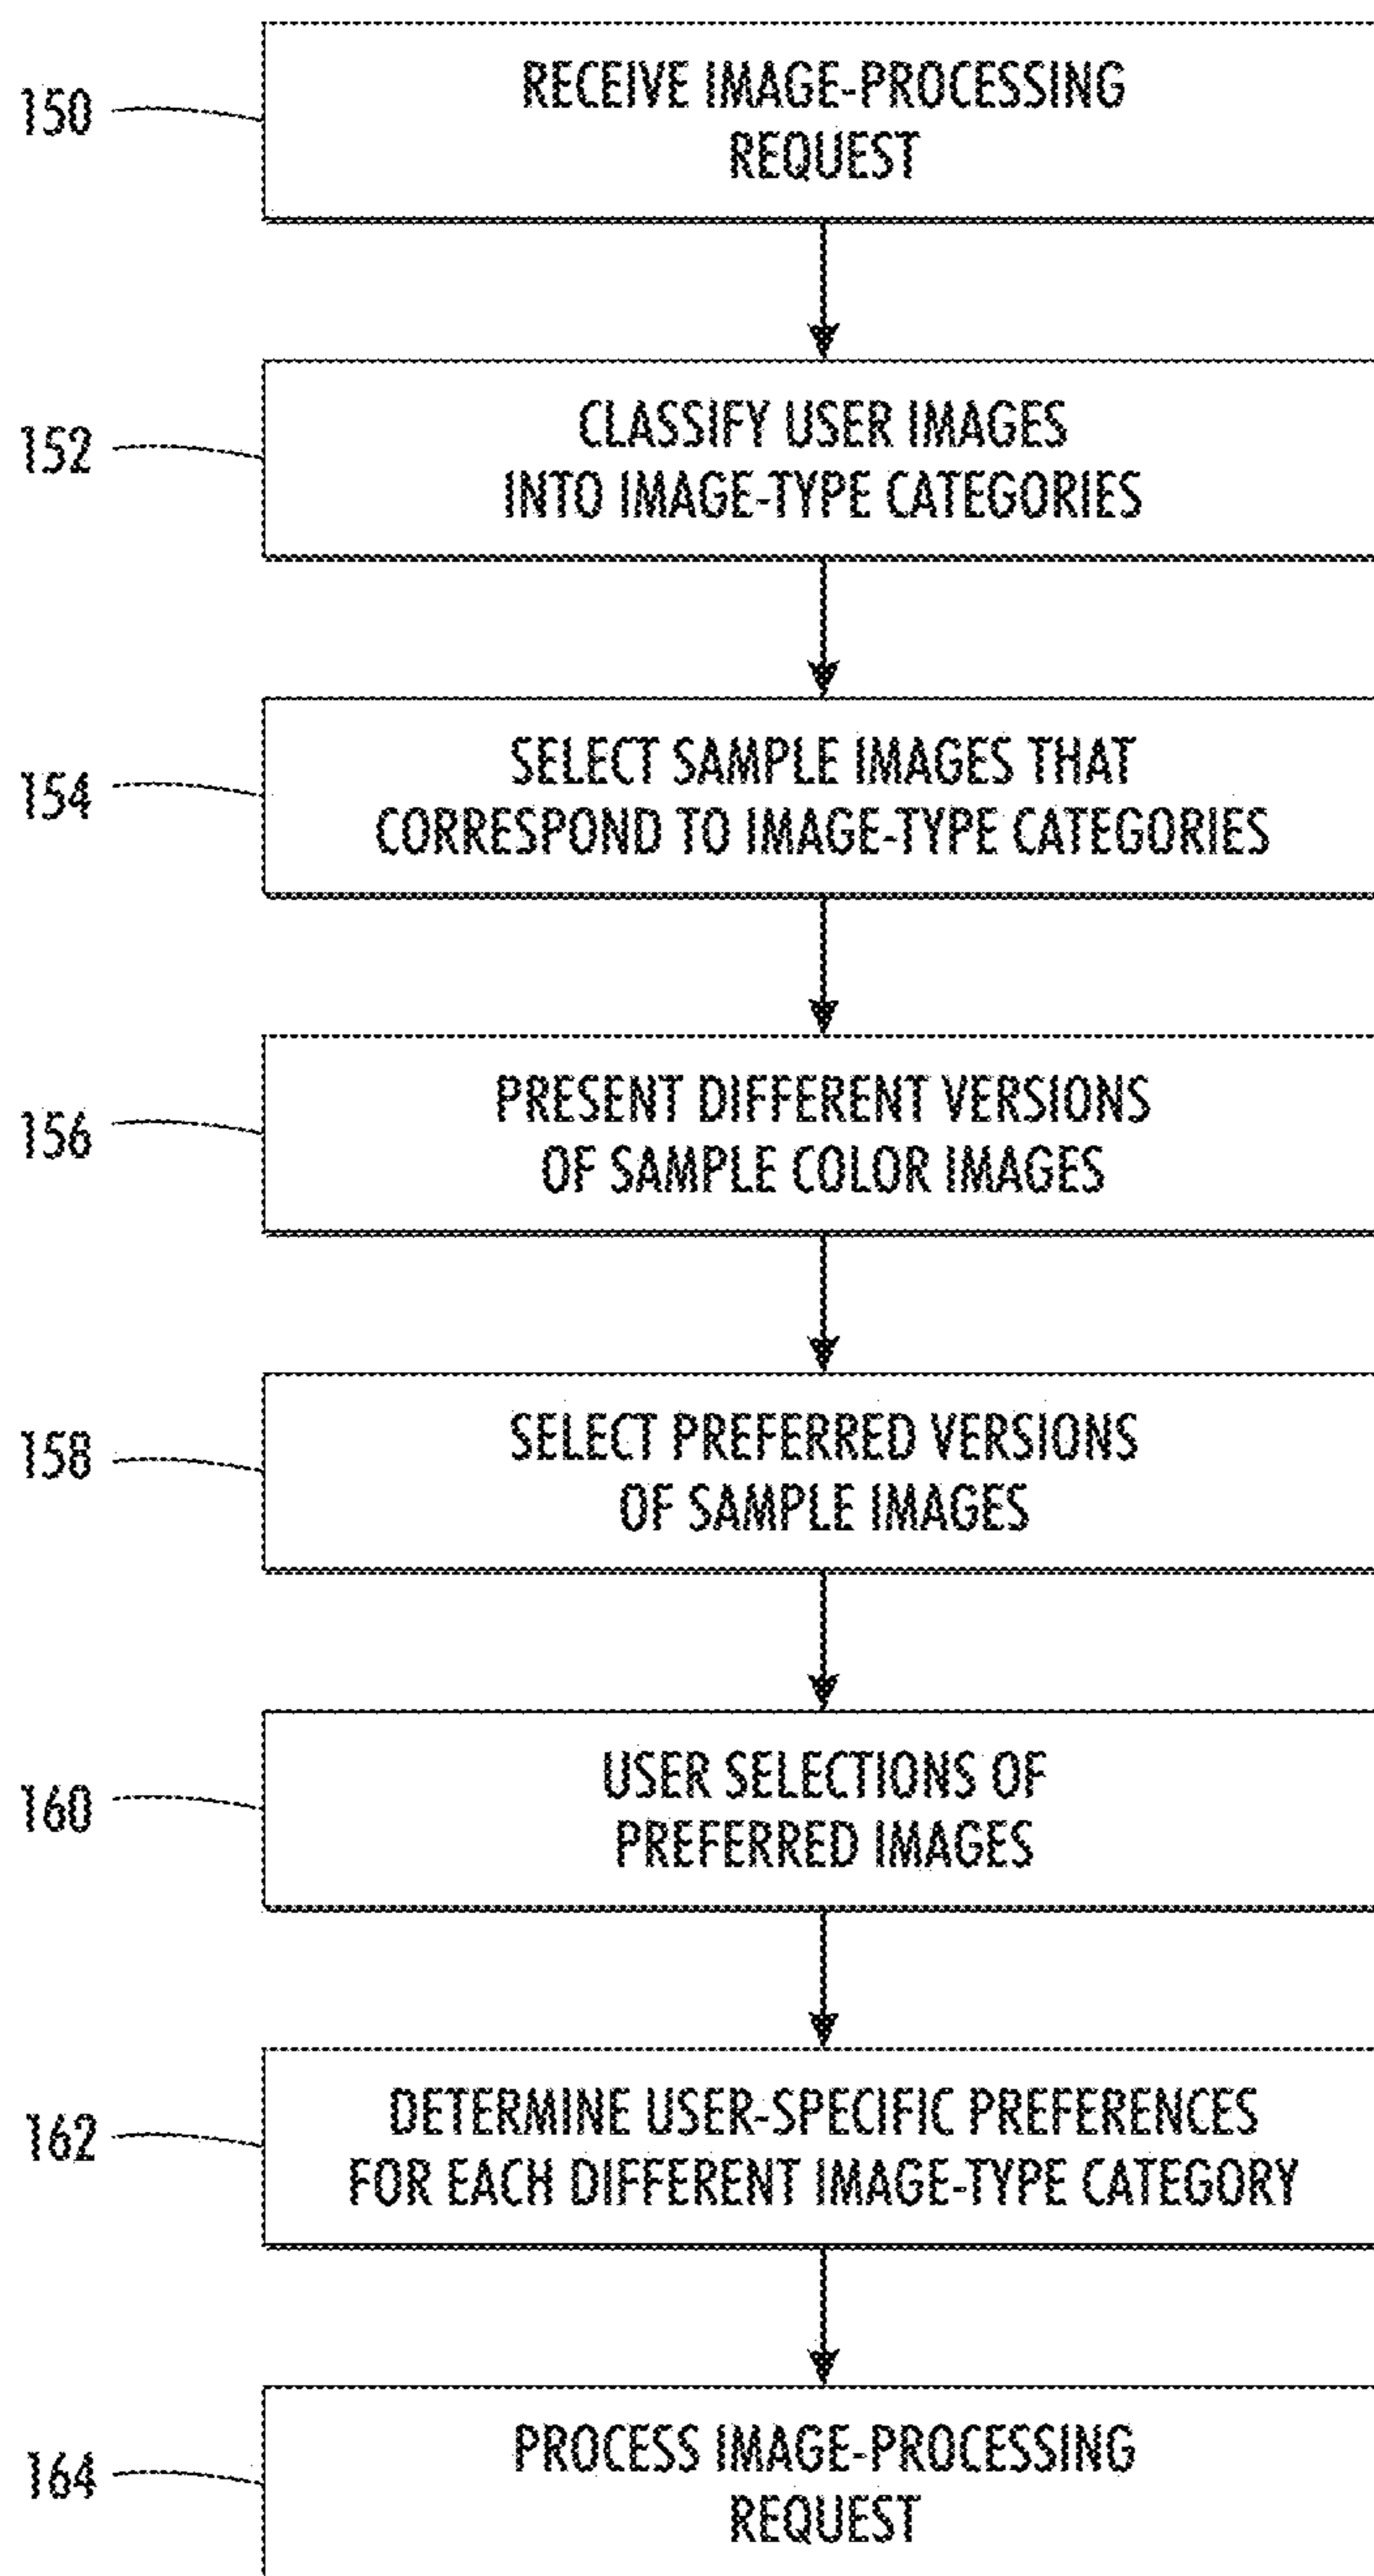 150
RECEIVE IMAGE-PROCESSING
REQUEST
152
CLASSIFY USER IMAGES
INTO IMAGE-TYPE CATEGORIES
154
SELECT SAMPLE IMAGES THAT
CORRESPOND TO IMAGE-TYPE CATEGORIES
156
PRESENT DIFFERENT VERSIONS
OF SAMPLE COLOR IMAGES
158
SELECT PREFERRED VERSIONS
OF SAMPLE IMAGES
160
USER SELECTIONS OF
PREFERRED IMAGES
162
DETERMINE USER-SPECIFIC PREFERENCES
FOR EACH DIFFERENT IMAGE-TYPE CATEGORY
164
PROCESS IMAGE-PROCESSING
REQUEST